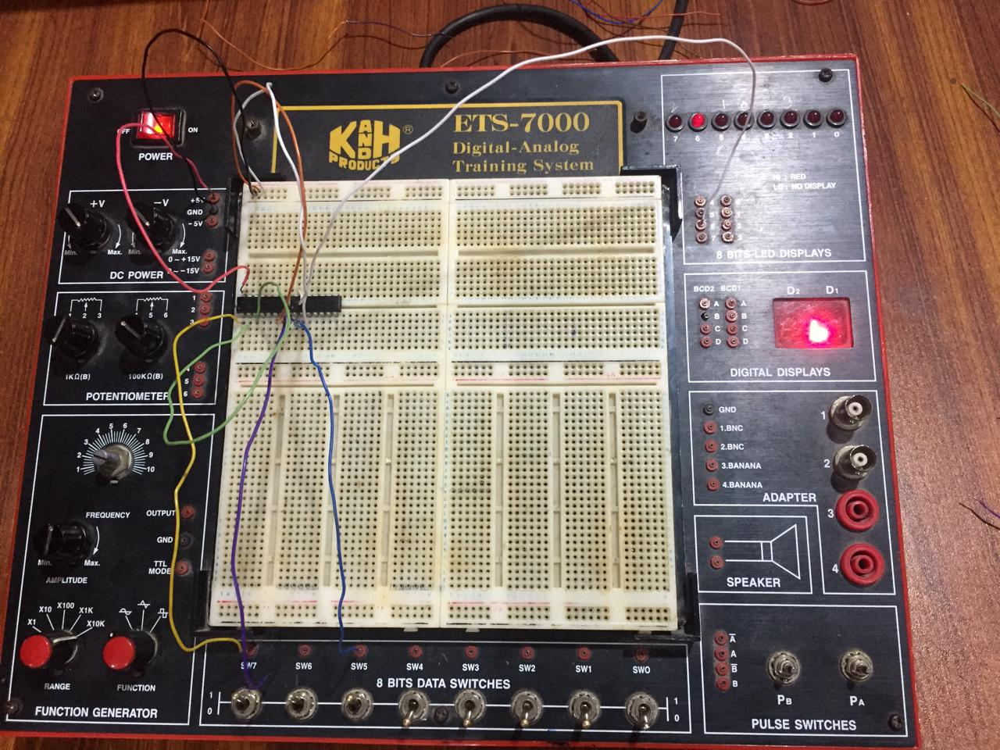 K AND H ®
PRODUCTS
ETS-7000
Digital-Analog
Training System
OFF
ON
POWER
7 6 5 4 3 2 1 0
HI : RED
LO : NO DISPLAY
8 BITS-LED DISPLAYS
+V
-V
+5V
GND
-5V
Min.
Max.
Min.
Max.
0~+15V
0~-15V
DC POWER
1 2 3
5 6
1
2
3
4
5
6
1KΩ(B)
100KΩ(B)
POTENTIOMETER
BCD2 BCD1
A A
B B
C C
D D
D2
D1
DIGITAL DISPLAYS
1 2 3 4 5 6 7 8 9 10
FREQUENCY
Min.
Max.
AMPLITUDE
OUTPUT
GND
TTL
MODE
X1
X10
X100
X1K
X10K
RANGE
FUNCTION
FUNCTION GENERATOR
GND
1.BNC
2.BNC
3.BANANA
4.BANANA
ADAPTER
1
2
3
4
SPEAKER
SW7 SW6 SW5 SW4 SW3 SW2 SW1 SW0
8 BITS DATA SWITCHES
1
0
1
0
A
A
B
B
PB
PA
PULSE SWITCHES